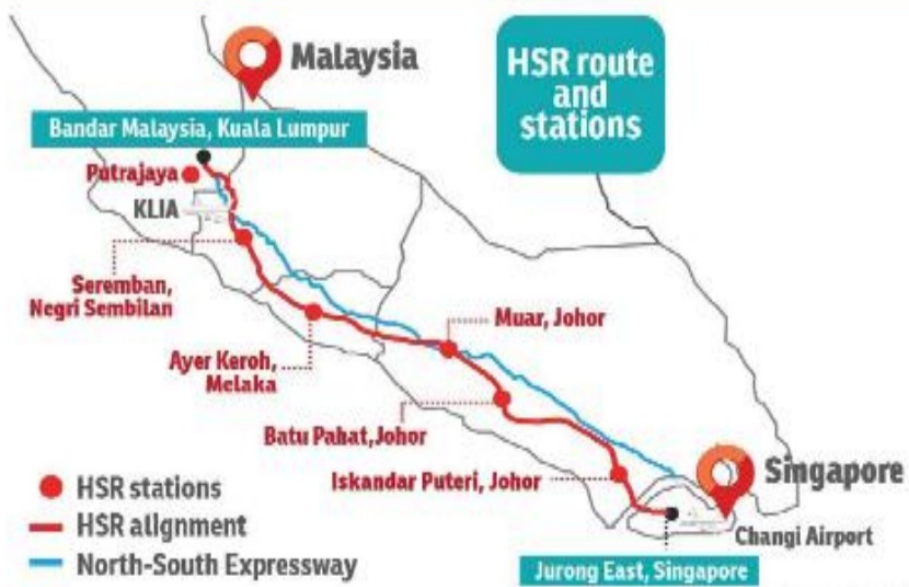 Malaysia
HSR route
and
stations
Bandar Malaysia, Kuala Lumpur
Putrajaya
KLIA
Seremban,
Negri Sembilan
Muar, Johor
Ayer Keroh,
Melaka
Batu Pahat,Johor
Iskandar Puteri, Johor
Singapore
HSR stations
HSR alignment
North-South Expressway
Changi Airport
Jurong East, Singapore